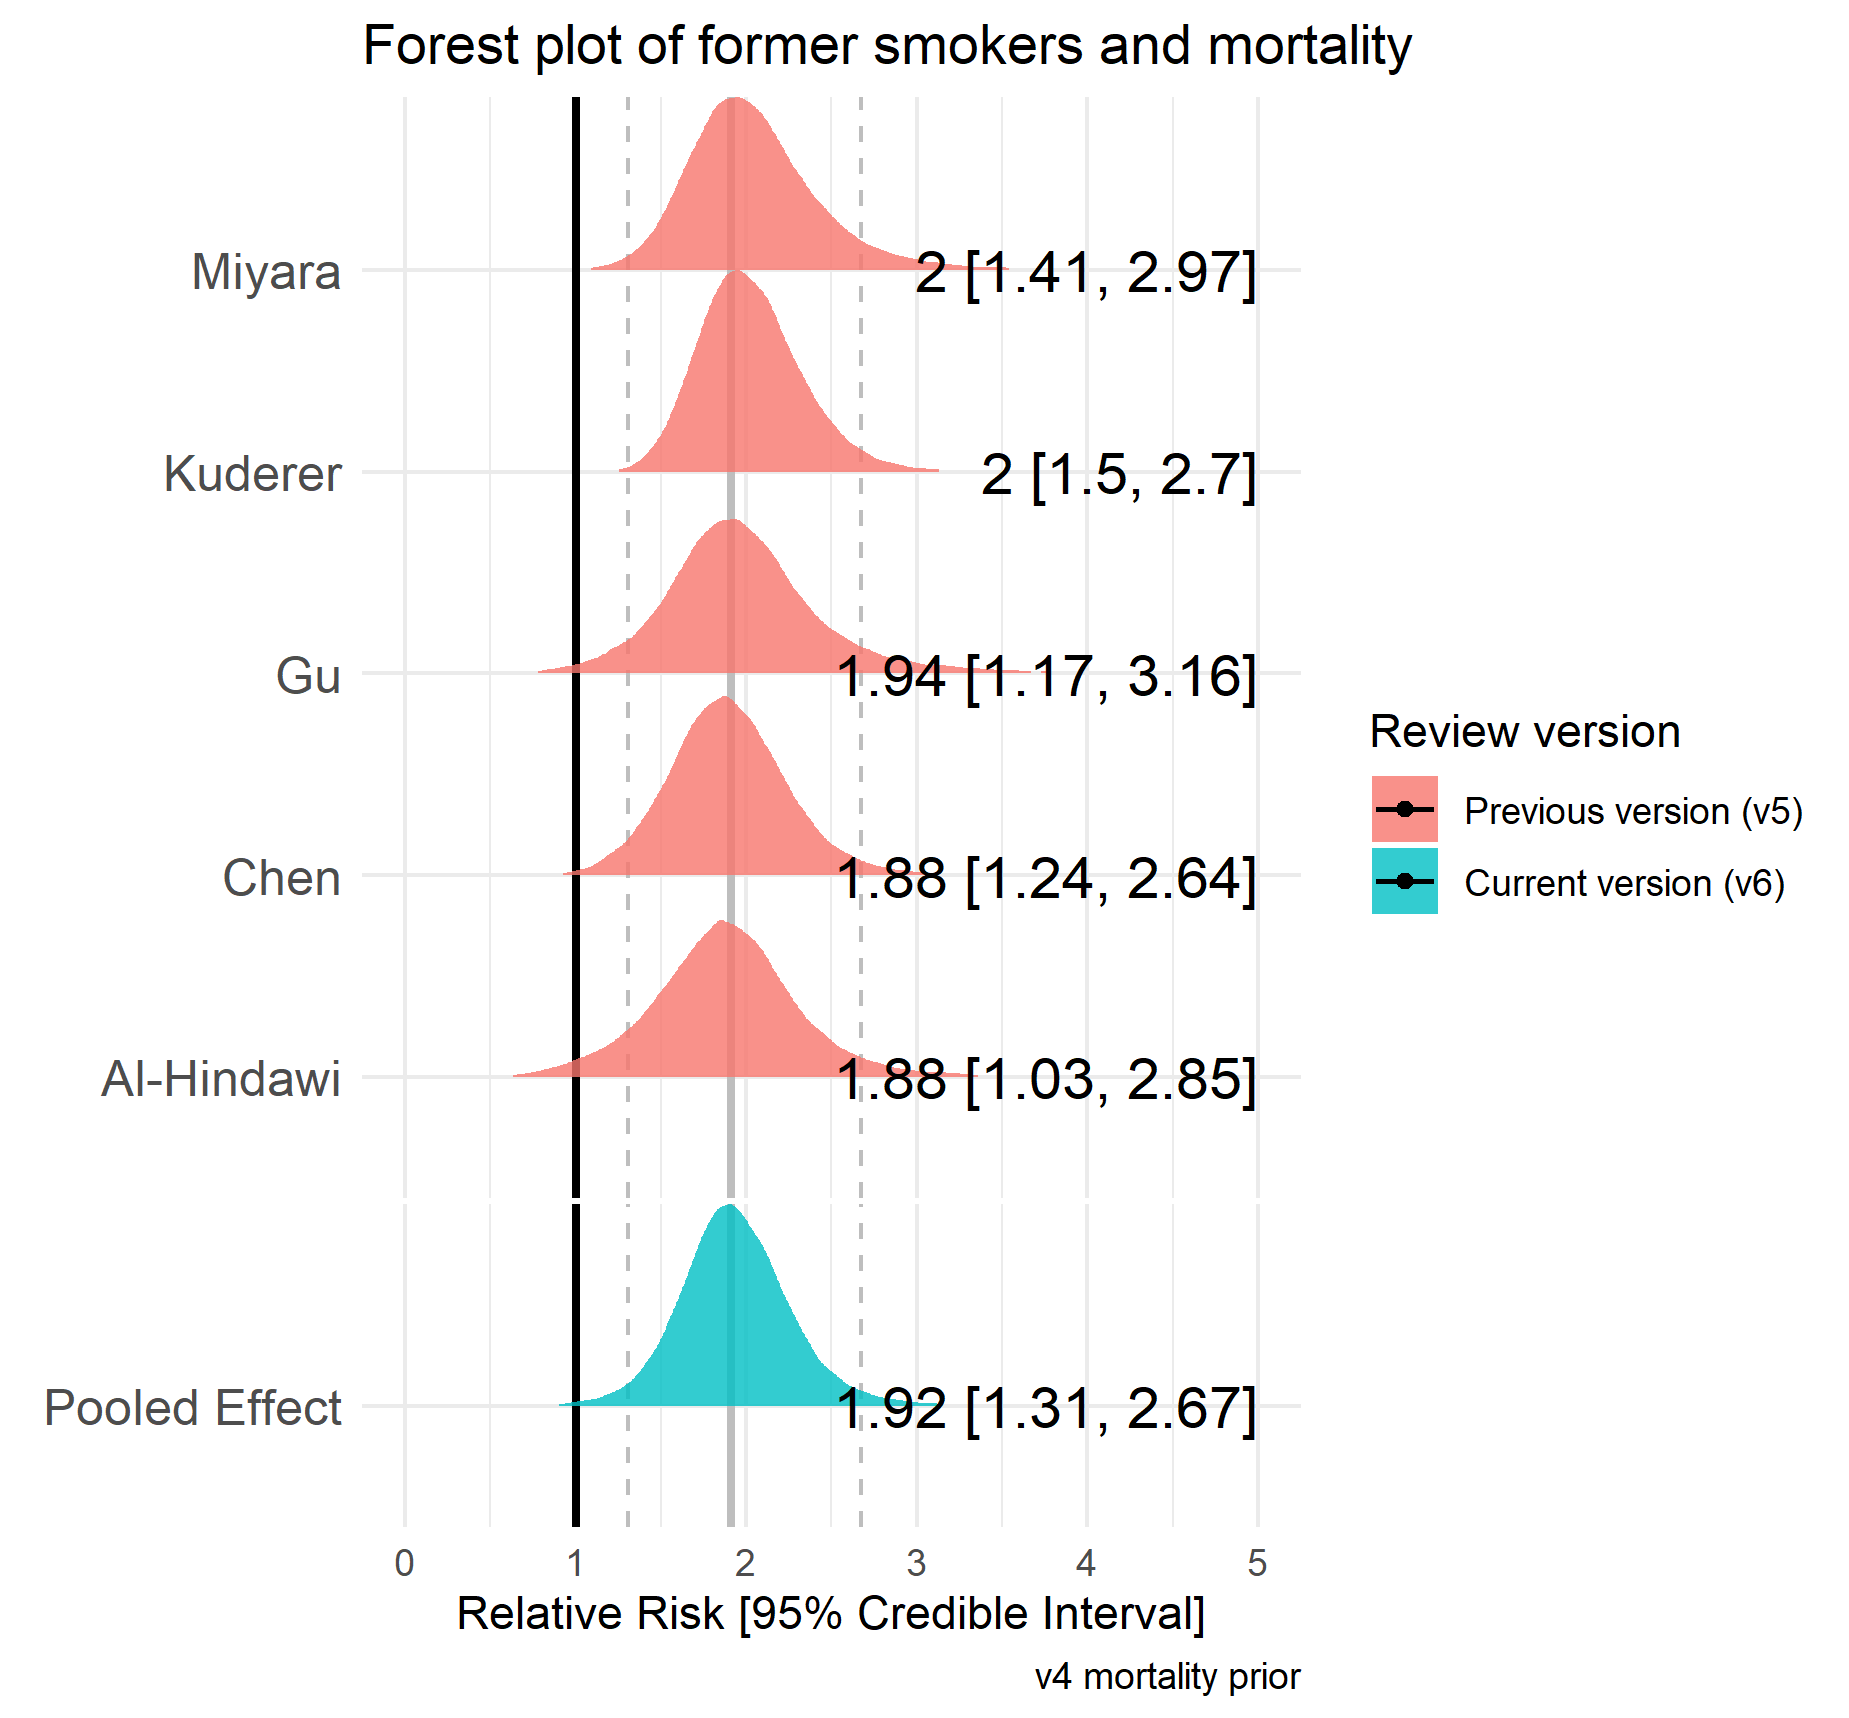 Forest plot of former smokers and mortality
Miyara
2 [1.41, 2.97]
Kuderer
2 [1.5, 2.7]
Gu
1.94 [1.17, 3.16]
Chen
1.88 [1.24, 2.64]
Al-Hindawi
1.88 [1.03, 2.85]
Pooled Effect
1.92 [1.31, 2.67]
0 1 2 3 4 5
Relative Risk [95% Credible Interval]
v4 mortality prior
Review version
Previous version (v5)
Current version (v6)